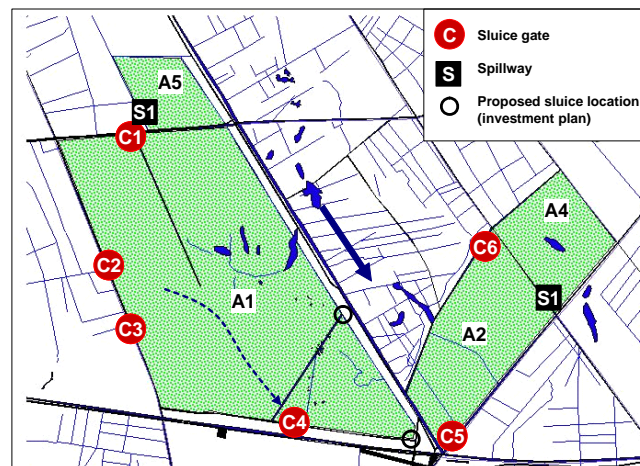 C Sluice gate
S Spillway
Proposed sluice location
(investment plan)
A5
S1
C1
A4
C6
C2
A1
S1
C3
A2
C4
C5